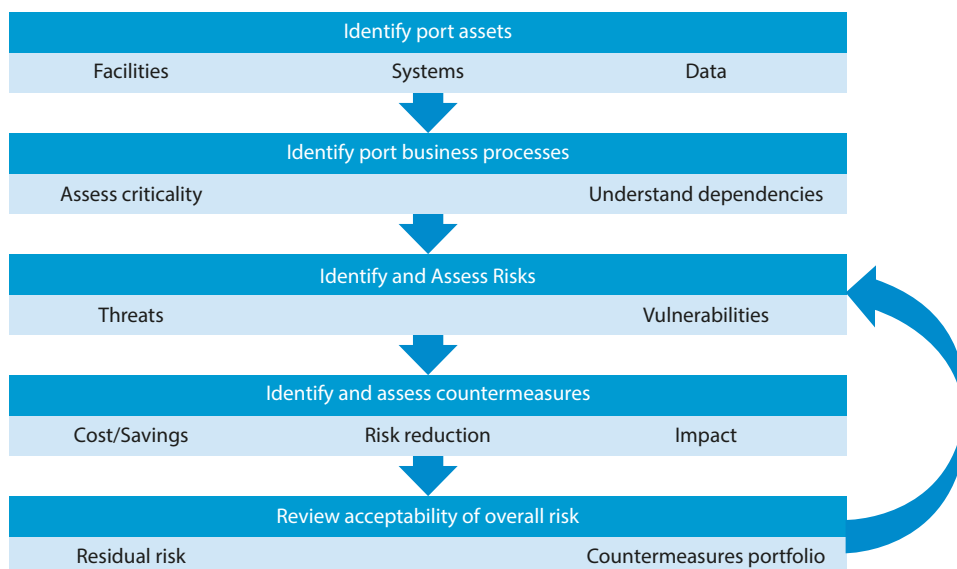 Identify port assets
Facilities Systems Data
Identify port business processes
Assess criticality Understand dependencies
Identify and Assess Risks
Threats Vulnerabilities
Identify and assess countermeasures
Cost/Savings Risk reduction Impact
Review acceptability of overall risk
Residual risk Countermeasures portfolio